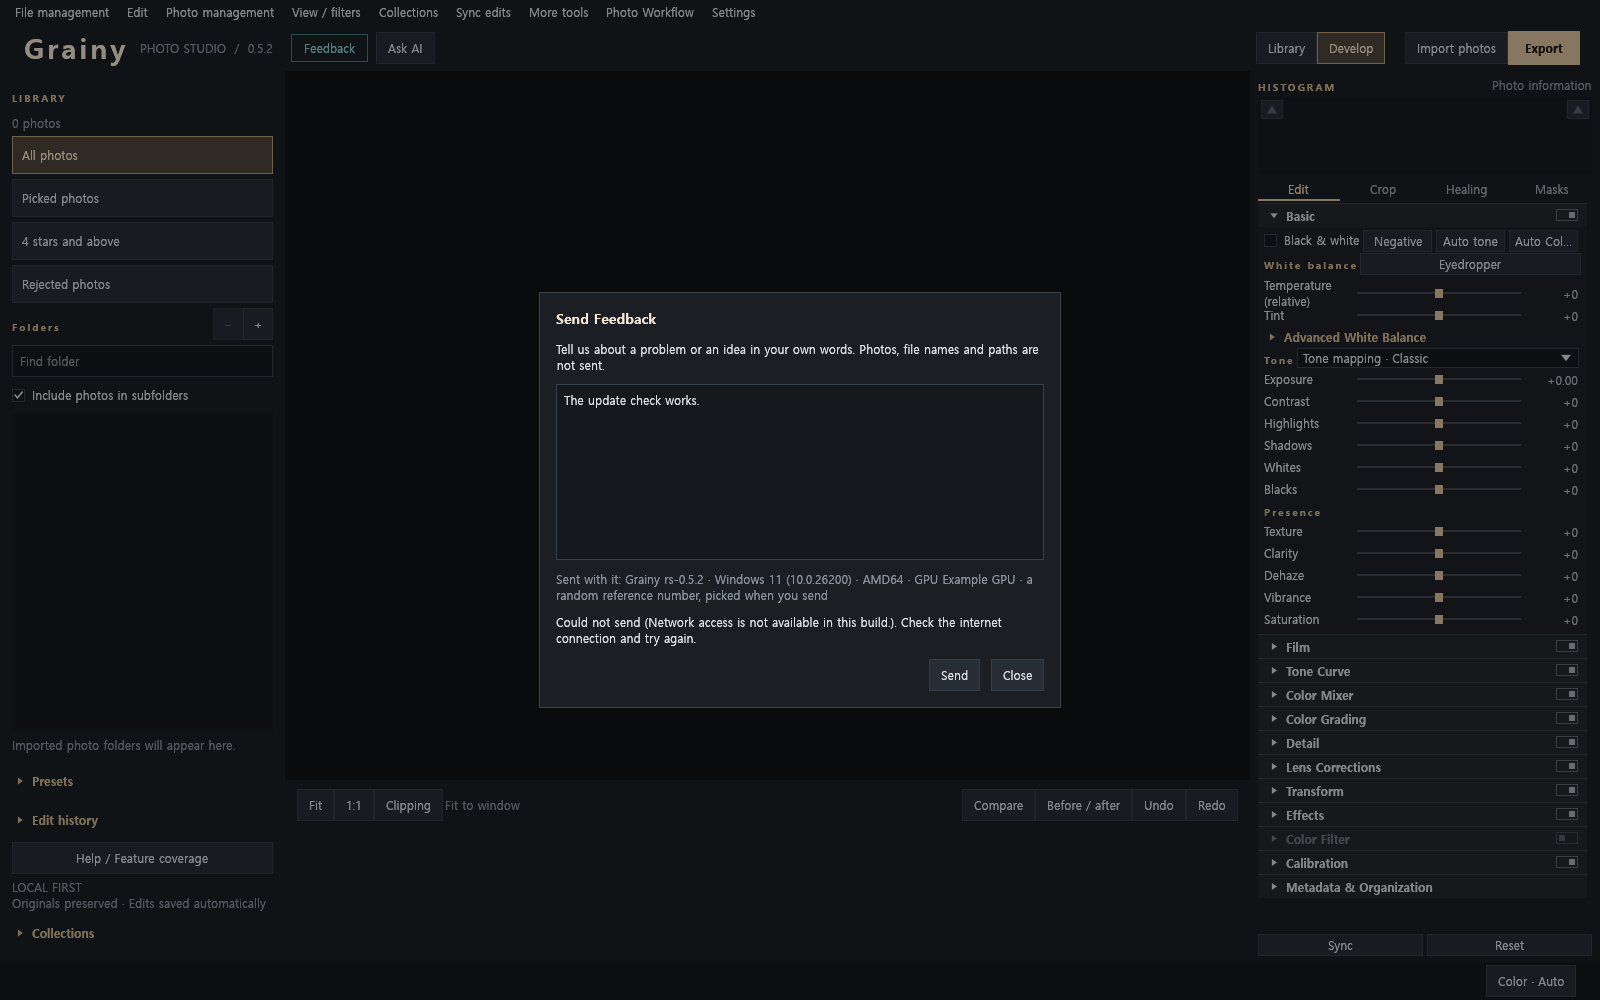 File management Edit Photo management View / filters Collections Sync edits More tools Photo Workflow Settings
Grainy PHOTO STUDIO / 0.5.2 Feedback Ask AI Library Develop Import photos Export
LIBRARY
0 photos
All photos
Picked photos
4 stars and above
Rejected photos
Folders − +
Find folder
Include photos in subfolders
Imported photo folders will appear here.
Presets
Edit history
Help / Feature coverage
LOCAL FIRST
Originals preserved · Edits saved automatically
Collections
Send Feedback
Tell us about a problem or an idea in your own words. Photos, file names and paths are
not sent.
The update check works.
Sent with it: Grainy rs-0.5.2 · Windows 11 (10.0.26200) · AMD64 · GPU Example GPU · a
random reference number, picked when you send
Could not send (Network access is not available in this build.). Check the internet
connection and try again.
Send Close
Fit 1:1 Clipping Fit to window Compare Before / after Undo Redo
HISTOGRAM Photo information
Edit Crop Healing Masks
Basic
Black & white Negative Auto tone Auto Col...
White balance Eyedropper
Temperature
(relative) +0
Tint +0
Advanced White Balance
Tone Tone mapping · Classic
Exposure +0.00
Contrast +0
Highlights +0
Shadows +0
Whites +0
Blacks +0
Presence
Texture +0
Clarity +0
Dehaze +0
Vibrance +0
Saturation +0
Film
Tone Curve
Color Mixer
Color Grading
Detail
Lens Corrections
Transform
Effects
Color Filter
Calibration
Metadata & Organization
Sync Reset
Color · Auto